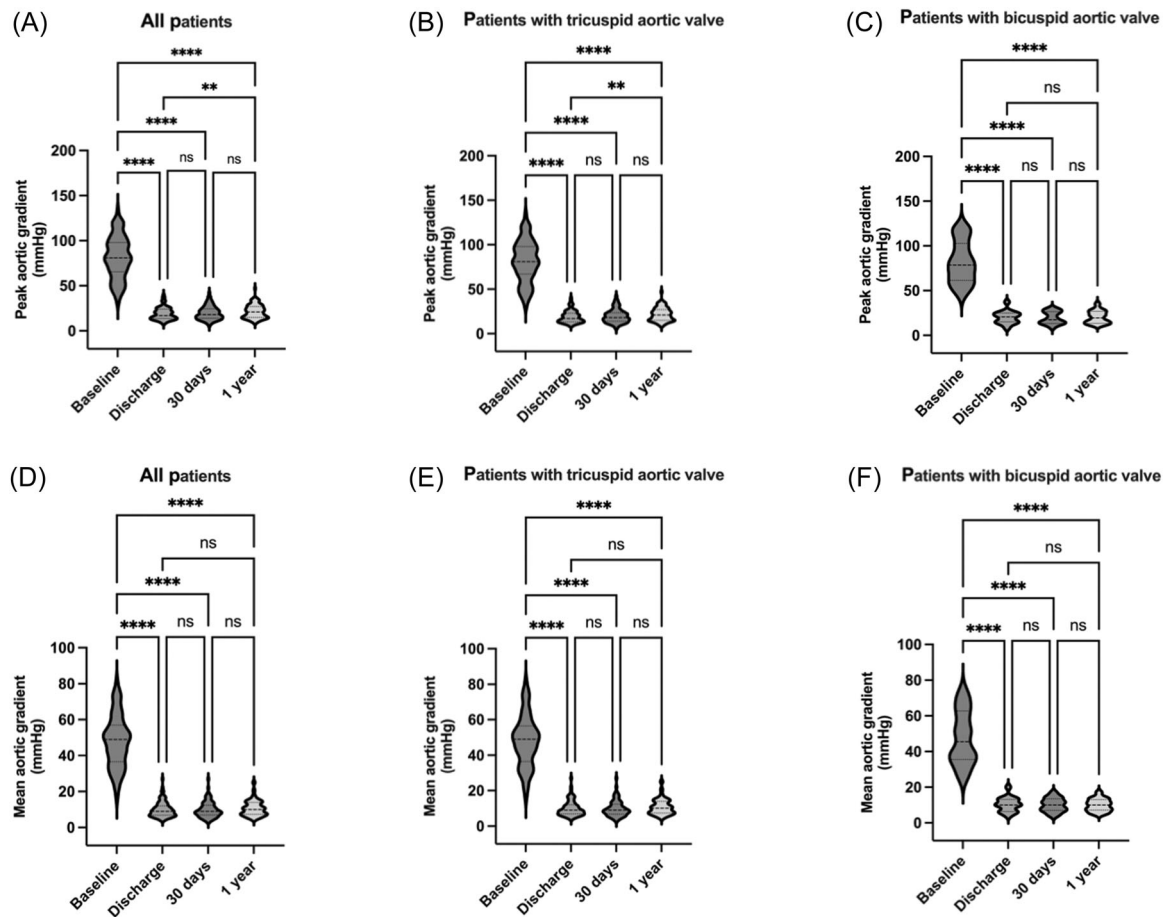 (A)
All patients
****
**
****
****
ns
ns
200
150
100
50
0
Peak aortic gradient
(mmHg)
Baseline
Discharge
30 days
1 year
(B)
Patients with tricuspid aortic valve
****
**
****
****
ns
ns
200
150
100
50
0
Peak aortic gradient
(mmHg)
Baseline
Discharge
30 days
1 year
(C)
Patients with bicuspid aortic valve
****
ns
****
****
ns
ns
200
150
100
50
0
Peak aortic gradient
(mmHg)
Baseline
Discharge
30 days
1 year
(D)
All patients
****
ns
****
****
ns
ns
100
80
60
40
20
0
Mean aortic gradient
(mmHg)
Baseline
Discharge
30 days
1 year
(E)
Patients with tricuspid aortic valve
****
ns
****
****
ns
ns
100
80
60
40
20
0
Mean aortic gradient
(mmHg)
Baseline
Discharge
30 days
1 year
(F)
Patients with bicuspid aortic valve
****
ns
****
****
ns
ns
100
80
60
40
20
0
Mean aortic gradient
(mmHg)
Baseline
Discharge
30 days
1 year